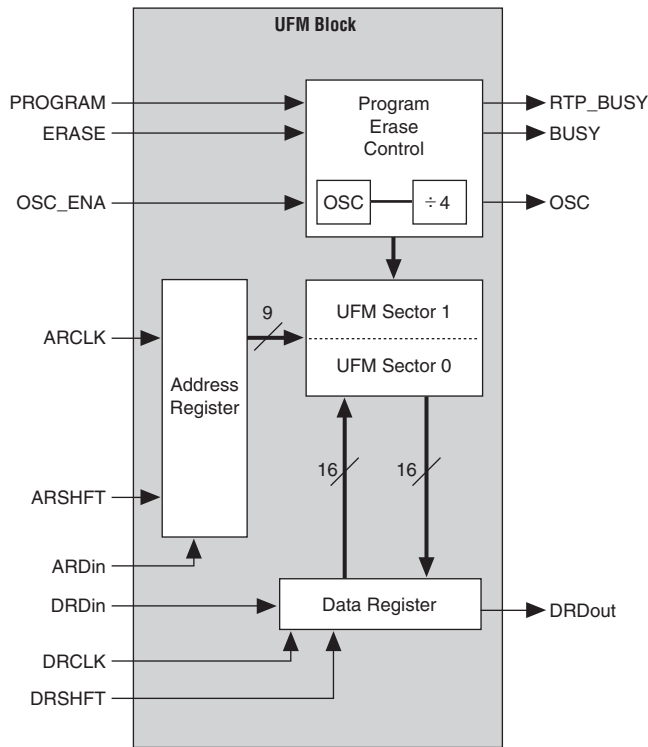 UFM Block
PROGRAM
ERASE
OSC_ENA
Program
Erase
Control
OSC
÷ 4
RTP_BUSY
BUSY
OSC
UFM Sector 1
UFM Sector 0
9
ARCLK
Address
Register
ARSHFT
ARDin
16
16
DRDin
Data Register
DRDout
DRCLK
DRSHFT